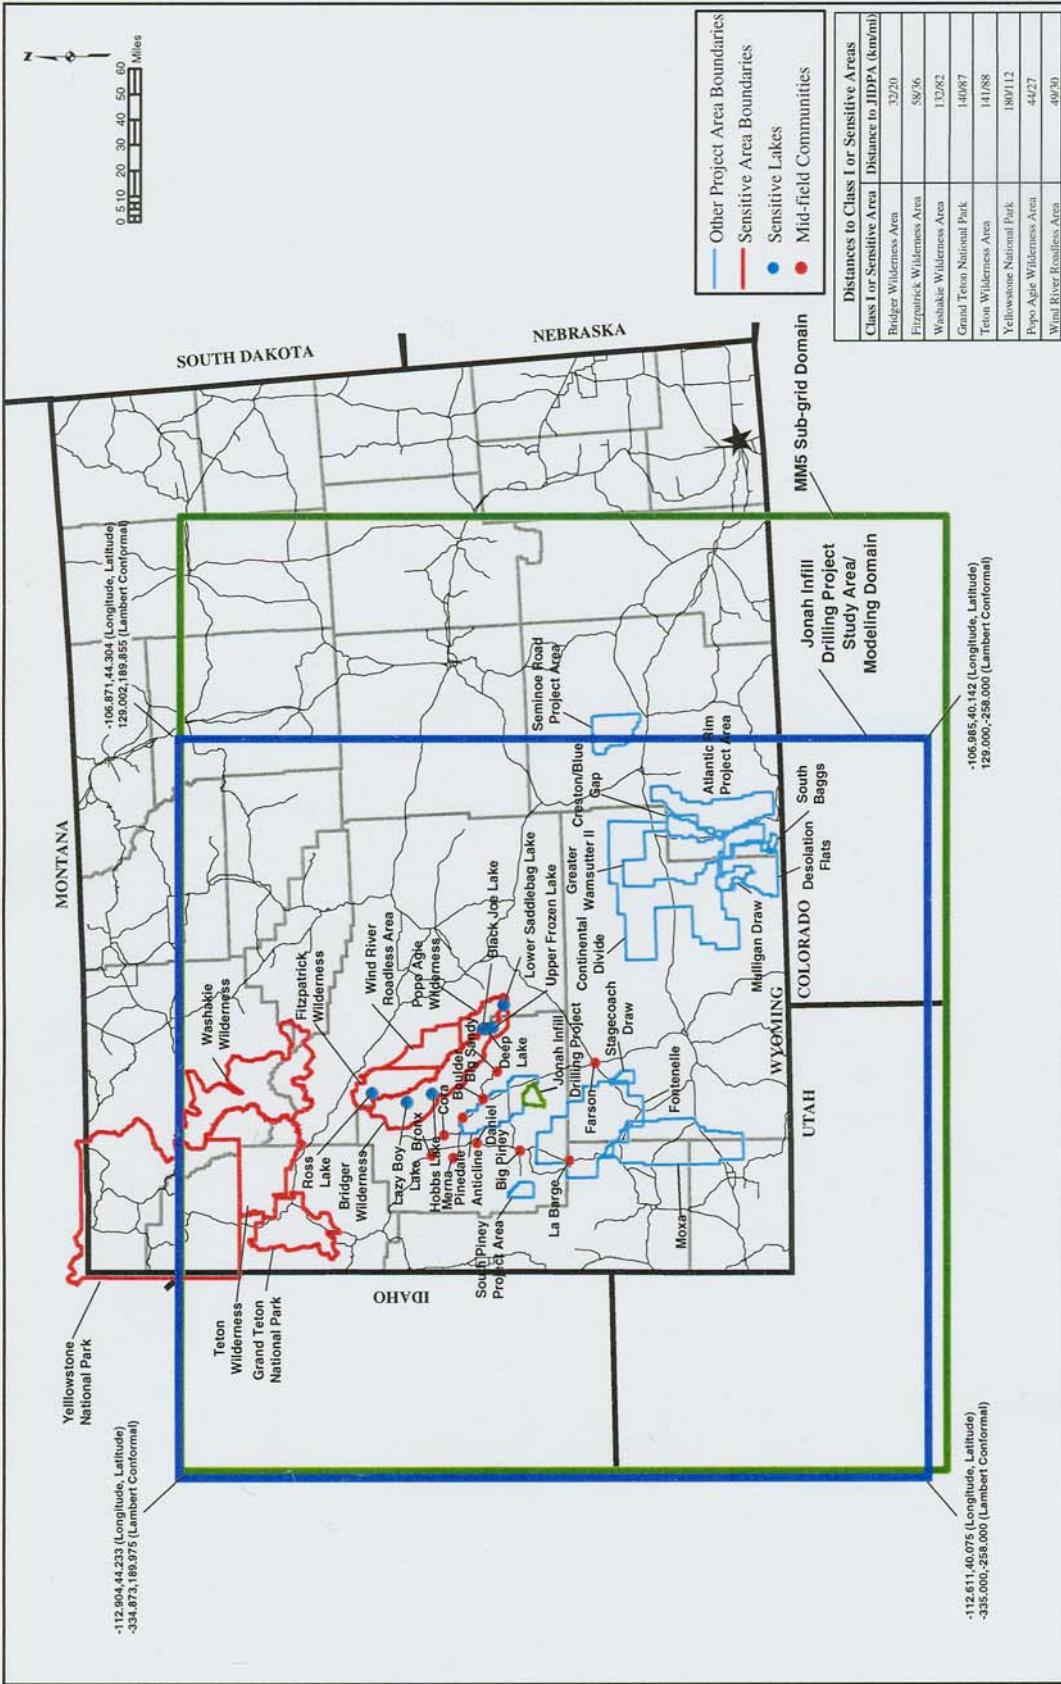 N
0 5 10 20 30 40 50 60
Miles
MONTANA
SOUTH DAKOTA
NEBRASKA
IDAHO
WYOMING
UTAH
COLORADO
-112.904,44.233 (Longitude, Latitude)
-334.873,189.975 (Lambert Conformal)
-106.871,44.304 (Longitude, Latitude)
129.002,189.855 (Lambert Conformal)
Yelllowstone
National Park
Teton
Wilderness
Grand Teton
National Park
Washakie
Wilderness
Fitzpatrick
Wilderness
Wind River
Roadless Area
Popo Agie
Wilderness
Black Joe Lake
Lower Saddlebag Lake
Upper Frozen Lake
Ross
Lake
Bridger
Wilderness
Lazy Boy
Lake
Bronx
Hobbs Lake
Cora
Merna
Pinedale
Boulder
Big Sandy
Deep
Lake
Anticline
Daniel
Big Piney
South Piney
Project Area
La Barge
Jonah Infill
Drilling Project
Farson
Stagecoach
Draw
Fontenelle
Moxa
Continental
Divide
Greater
Wamsutter II
Creston/Blue
Gap
Seminoe Road
Project Area
Atlantic Rim
Project Area
Mulligan Draw
Desolation
Flats
South
Baggs
Jonah Infill
Drilling Project
Study Area/
Modeling Domain
MM5 Sub-grid Domain
-112.611,40.075 (Longitude, Latitude)
-335.000,-258.000 (Lambert Conformal)
-106.985,40.142 (Longitude, Latitude)
129.000,-258.000 (Lambert Conformal)
Other Project Area Boundaries
Sensitive Area Boundaries
Sensitive Lakes
Mid-field Communities
Distances to Class I or Sensitive Areas
Class I or Sensitive Area Distance to JIDPA (km/mi)
Bridger Wilderness Area 32/20
Fitzpatrick Wilderness Area 58/36
Washakie Wilderness Area 132/82
Grand Teton National Park 140/87
Teton Wilderness Area 141/88
Yellowstone National Park 180/112
Popo Agie Wilderness Area 44/27
Wind River Roadless Area 49/30